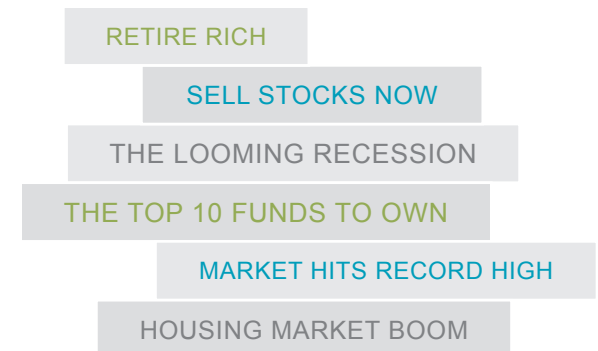 RETIRE RICH
SELL STOCKS NOW
THE LOOMING RECESSION
THE TOP 10 FUNDS TO OWN
MARKET HITS RECORD HIGH
HOUSING MARKET BOOM